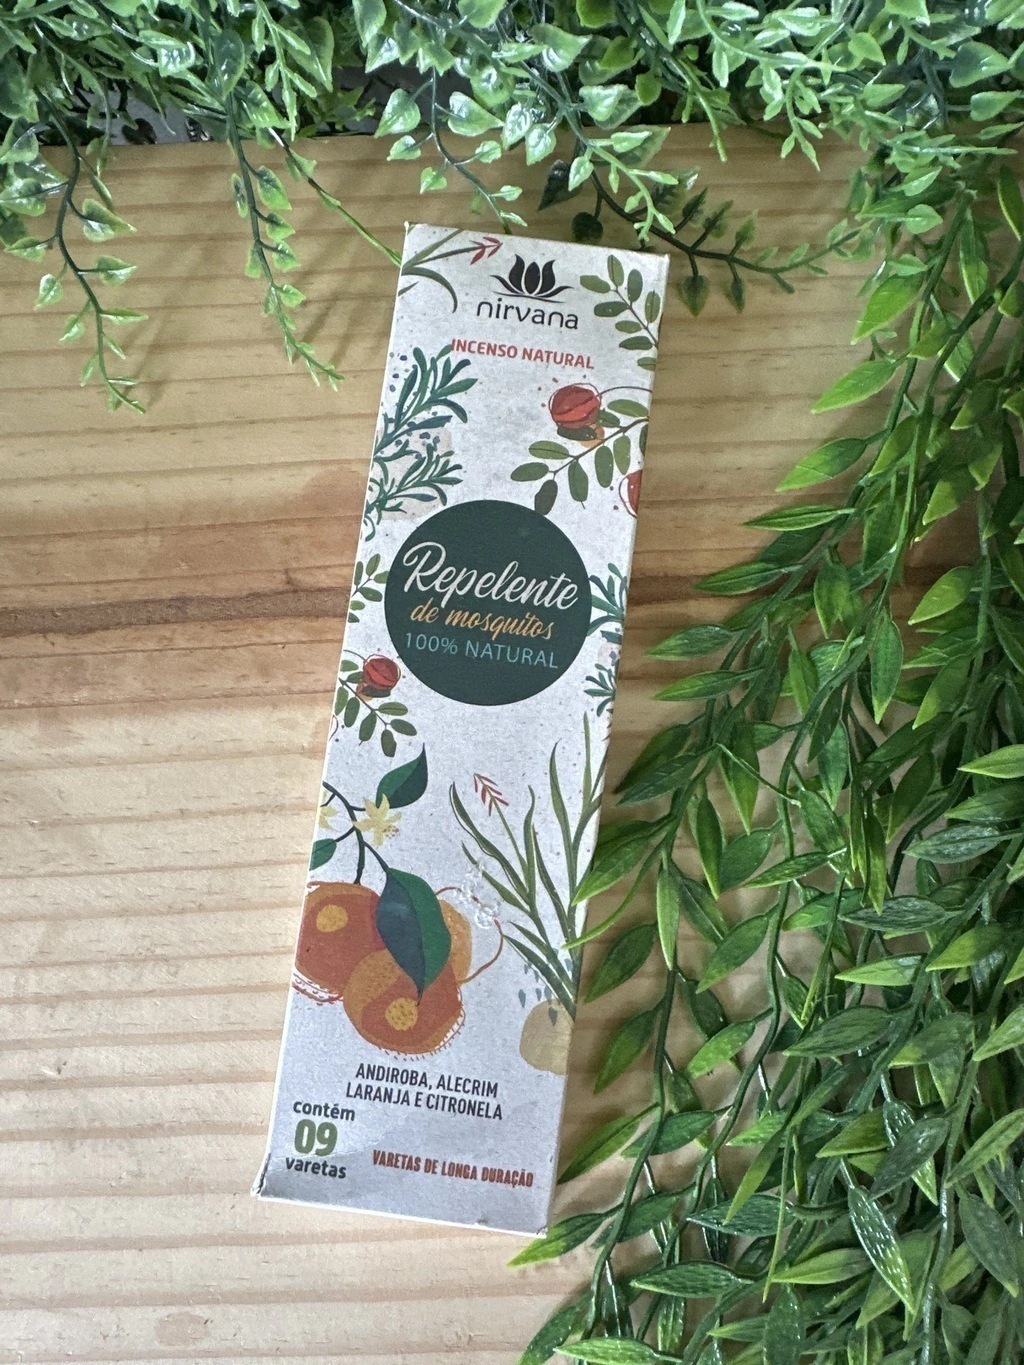 nirvana
INCENSO NATURAL
Repelente
de mosquitos
100% NATURAL
ANDIROBA, ALECRIM
LARANJA E CITRONELA
contém
09
varetas
VARETAS DE LONGA DURAÇÃO